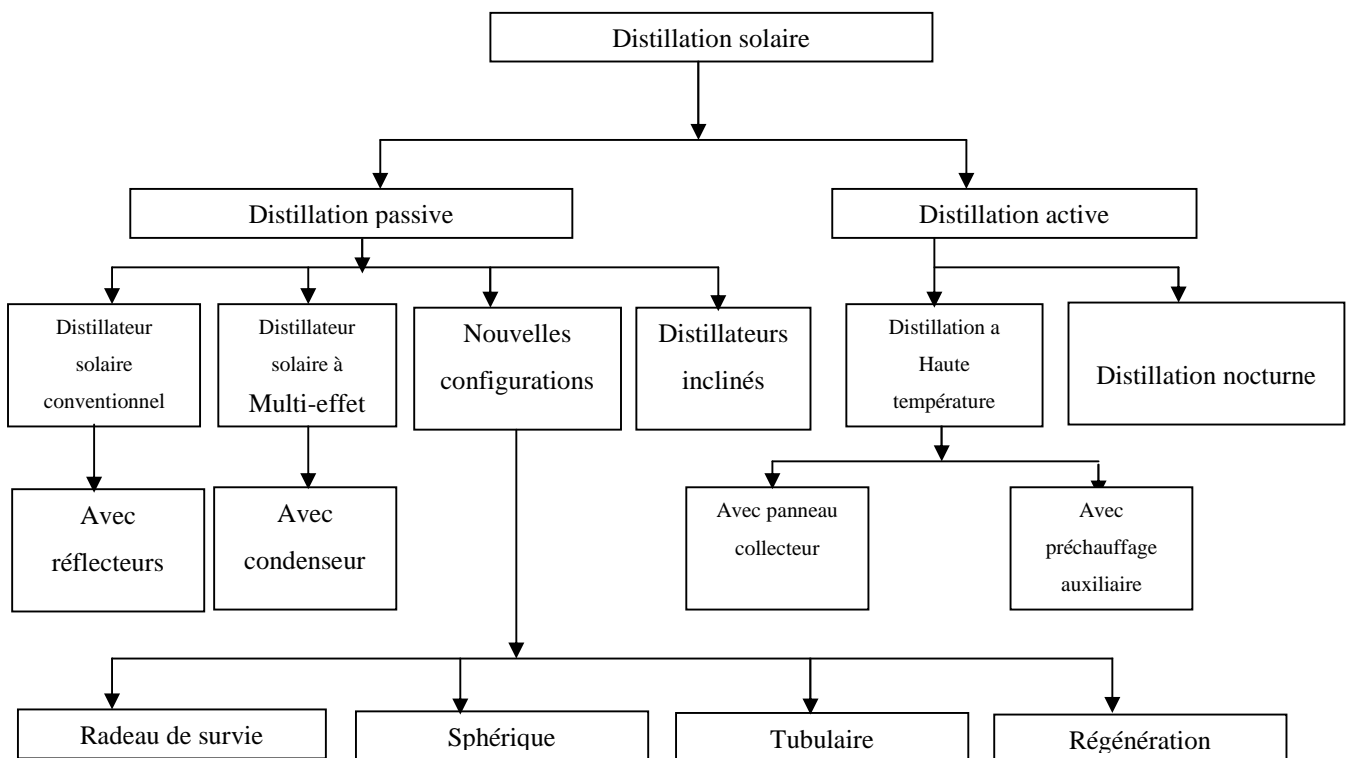 Distillation solaire
Distillation passive
Distillation active
Distillateur
solaire
conventionnel
Distillateur
solaire à
Multi-effet
Nouvelles
configurations
Distillateurs
inclinés
Distillation a
Haute
température
Distillation nocturne
Avec
réflecteurs
Avec
condenseur
Avec panneau
collecteur
Avec
préchauffage
auxiliaire
Radeau de survie
Sphérique
Tubulaire
Régénération